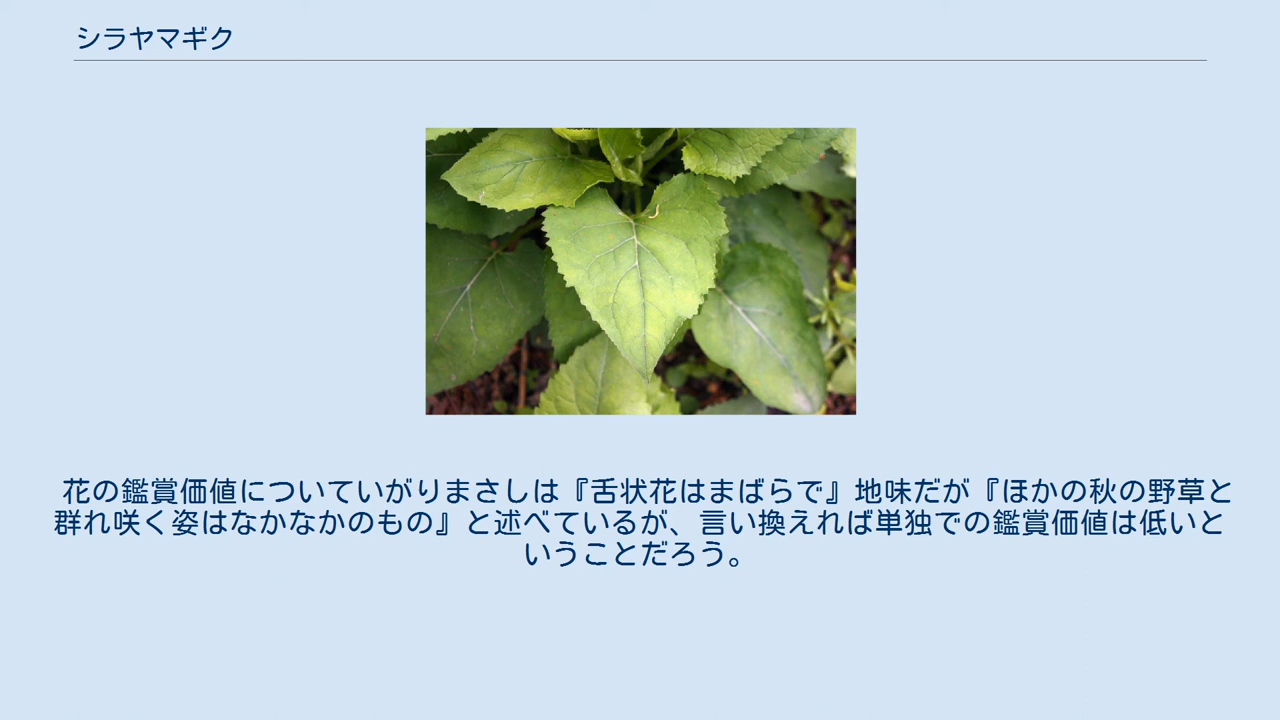 シラヤマギク
花の鑑賞価値についていがりまさしは『舌状花はまばらで』地味だが『ほかの秋の野草と
群れ咲く姿はなかなかのもの』と述べているが、言い換えれば単独での鑑賞価値は低いと
いうことだろう。